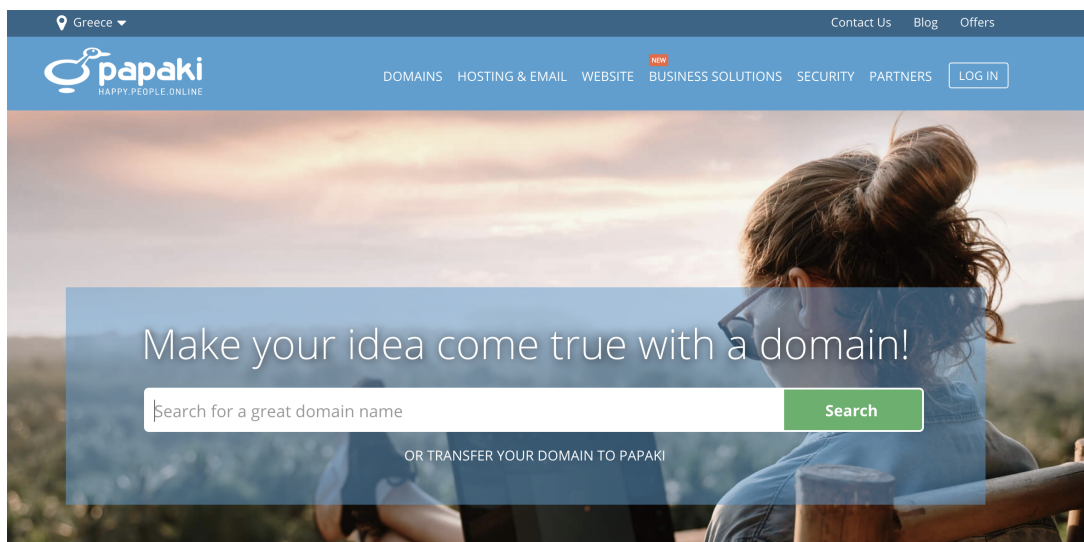 Greece
Contact Us Blog Offers
papaki
HAPPY.PEOPLE.ONLINE
NEW
DOMAINS HOSTING & EMAIL WEBSITE BUSINESS SOLUTIONS SECURITY PARTNERS LOG IN
Make your idea come true with a domain!
Search for a great domain name
Search
OR TRANSFER YOUR DOMAIN TO PAPAKI